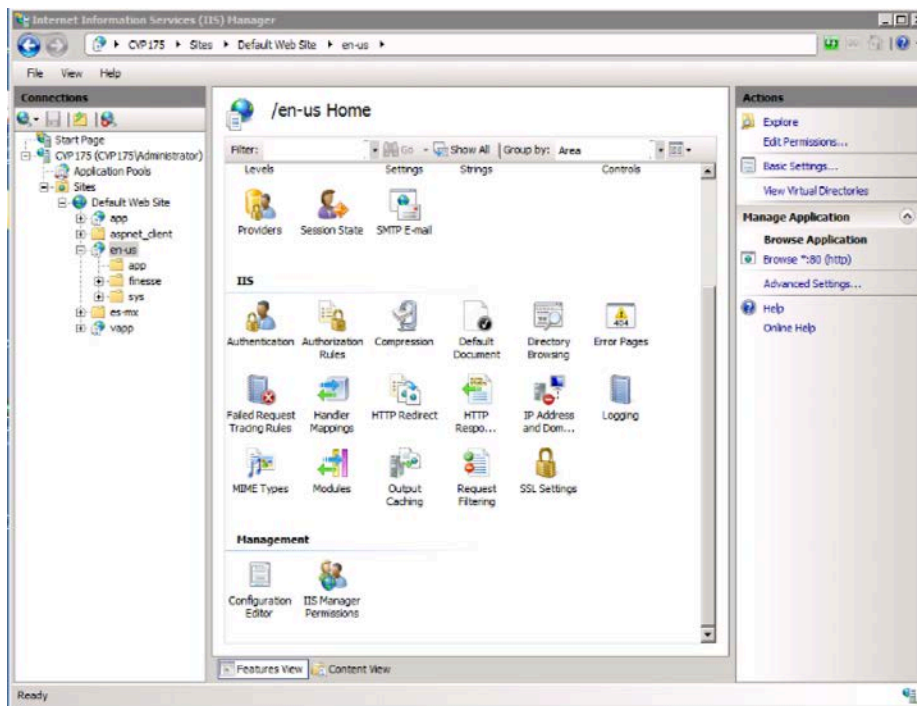 Internet Information Services (IIS) Manager
CVP175 Sites Default Web Site en-us
File View Help
Connections
Start Page
CVP175 (CVP175\Administrator)
Application Pools
Sites
Default Web Site
app
aspnet_client
en-us
app
finesse
sys
es-mx
vapp
/en-us Home
Filter: Go Show All Group by: Area
Levels Settings Strings Controls
Providers Session State SMTP E-mail
IIS
Authentication Authorization Compression Default Directory Error Pages
Rules Document Browsing
Failed Request Handler HTTP Redirect HTTP IP Address Logging
Tracing Rules Mappings Respo... and Dom...
MIME Types Modules Output Request SSL Settings
Caching Filtering
Management
Configuration IIS Manager
Editor Permissions
Features View Content View
Actions
Explore
Edit Permissions...
Basic Settings...
View Virtual Directories
Manage Application
Browse Application
Browse *:80 (http)
Advanced Settings...
Help
Online Help
Ready